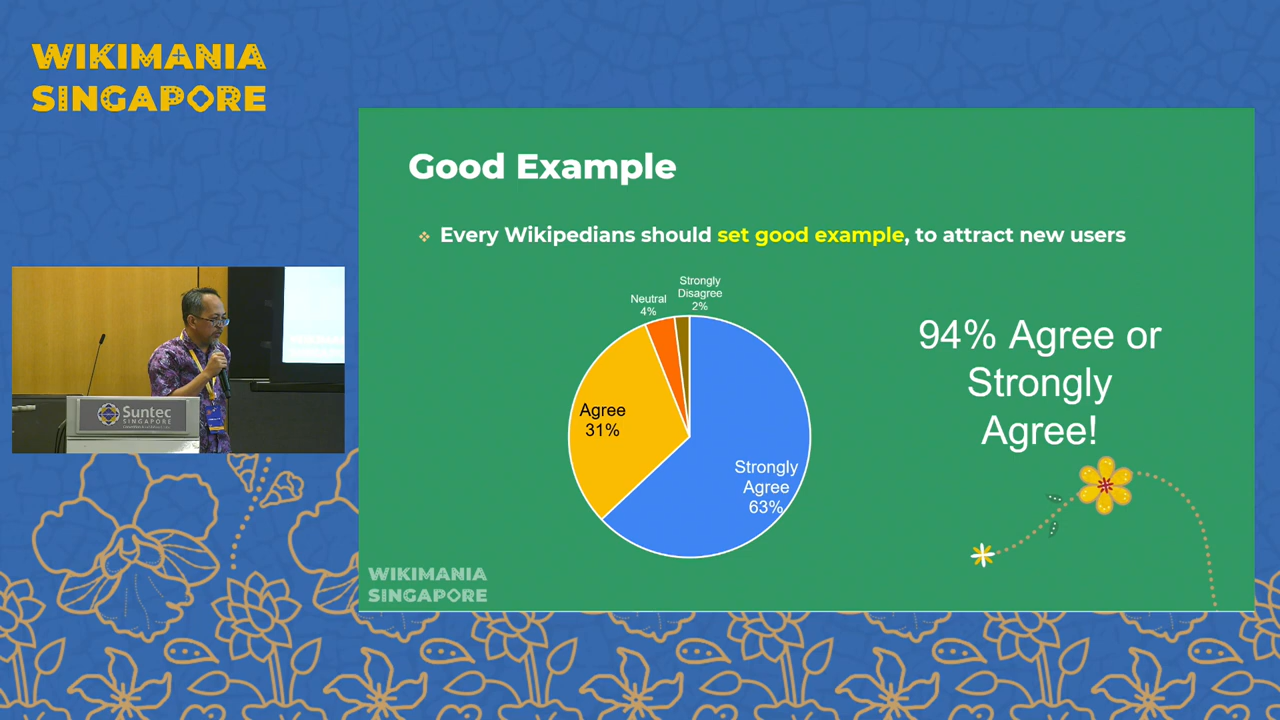 WIKIMANIA
SINGAPORE
Good Example
❖ Every Wikipedians should set good example, to attract new users
Strongly
Disagree
2%
Neutral
4%
Agree
31%
Strongly
Agree
63%
94% Agree or
Strongly
Agree!
Suntec
SINGAPORE
WIKIMANIA
SINGAPORE